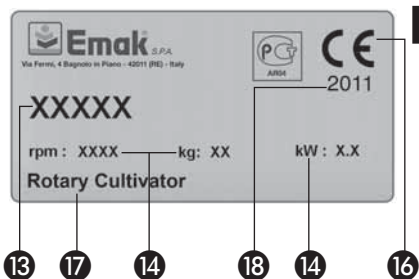 Emak S.P.A.
Via Fermi, 4 Bagnolo in Piano - 42011 (RE) - Italy
PCT
AR04
CE
2011
XXXXX
rpm : XXXX kg: XX kW : X.X
Rotary Cultivator
13 17 14 18 14 16